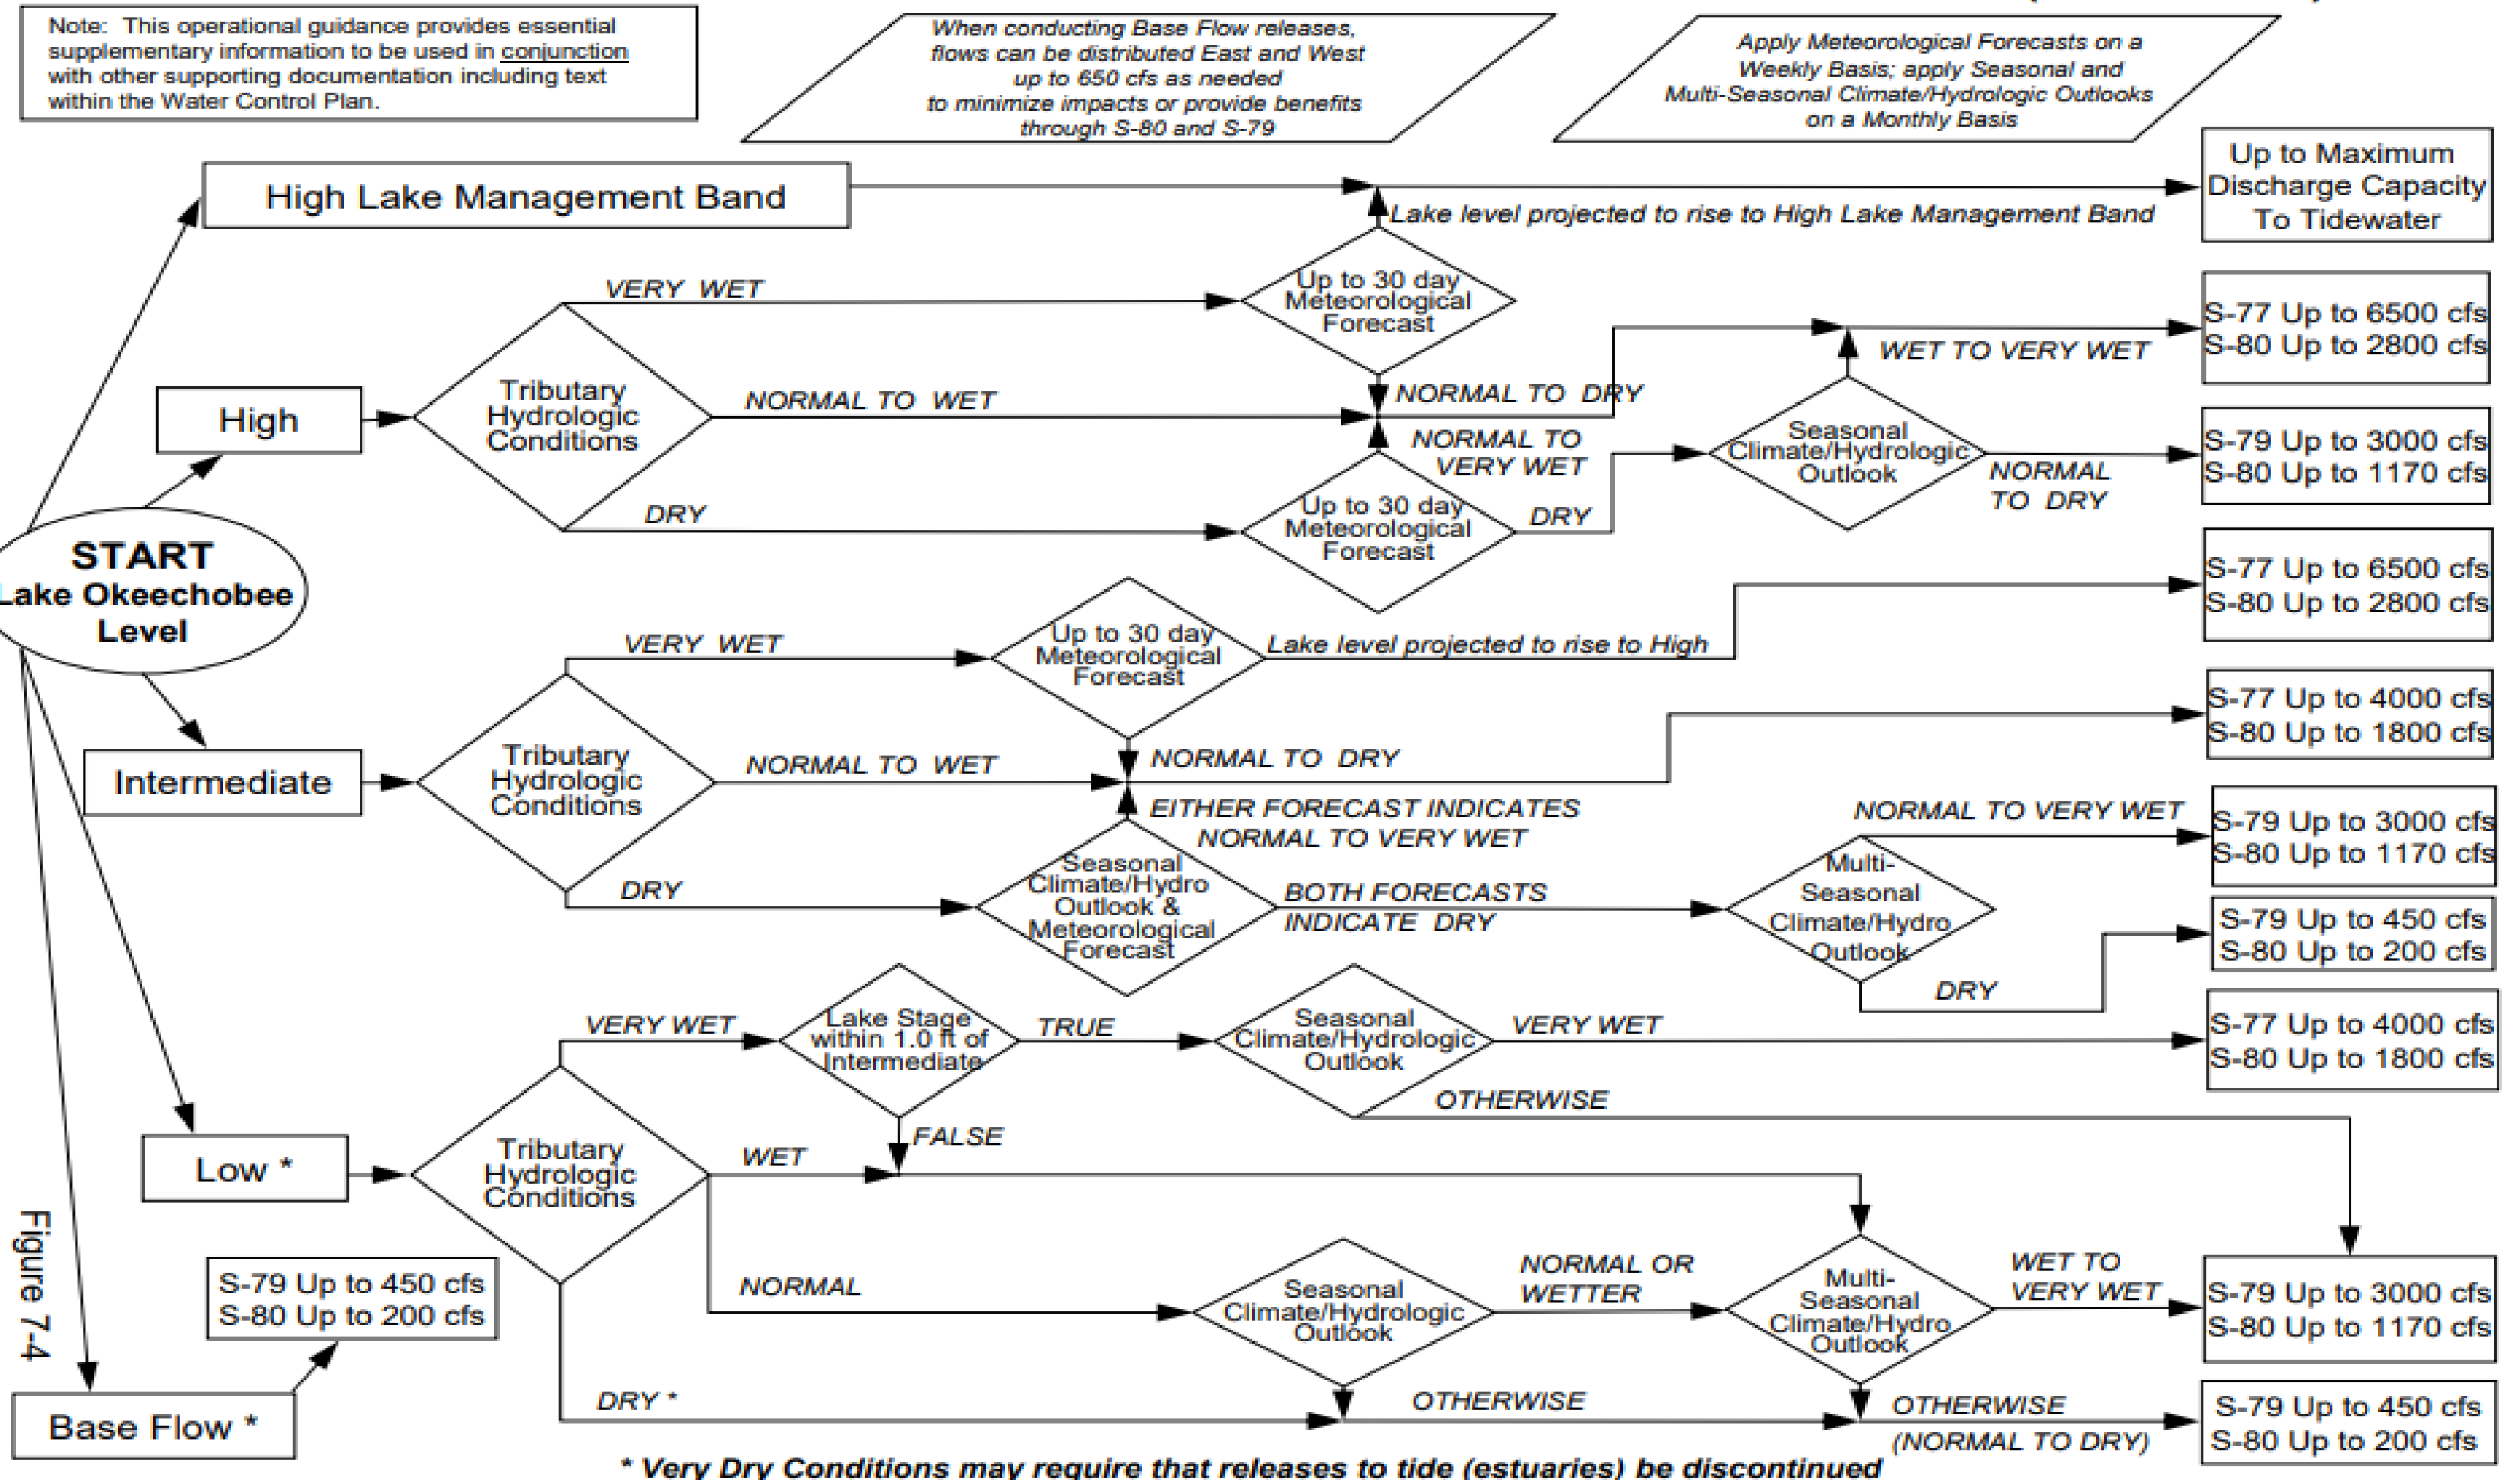 Note: This operational guidance provides essential
supplementary information to be used in conjunction
with other supporting documentation including text
within the Water Control Plan.
When conducting Base Flow releases,
flows can be distributed East and West
up to 650 cfs as needed
to minimize impacts or provide benefits
through S-80 and S-79
Apply Meteorological Forecasts on a
Weekly Basis; apply Seasonal and
Multi-Seasonal Climate/Hydrologic Outlooks
on a Monthly Basis
High Lake Management Band
Lake level projected to rise to High Lake Management Band
Up to Maximum
Discharge Capacity
To Tidewater
VERY WET
Up to 30 day
Meteorological
Forecast
S-77 Up to 6500 cfs
S-80 Up to 2800 cfs
WET TO VERY WET
High
Tributary
Hydrologic
Conditions
NORMAL TO WET
NORMAL TO DRY
NORMAL TO
VERY WET
Seasonal
Climate/Hydrologic
Outlook
NORMAL
TO DRY
S-79 Up to 3000 cfs
S-80 Up to 1170 cfs
DRY
Up to 30 day
Meteorological
Forecast
DRY
START
Lake Okeechobee
Level
S-77 Up to 6500 cfs
S-80 Up to 2800 cfs
VERY WET
Up to 30 day
Meteorological
Forecast
Lake level projected to rise to High
S-77 Up to 4000 cfs
S-80 Up to 1800 cfs
Intermediate
Tributary
Hydrologic
Conditions
NORMAL TO WET
NORMAL TO DRY
EITHER FORECAST INDICATES
NORMAL TO VERY WET
NORMAL TO VERY WET
S-79 Up to 3000 cfs
S-80 Up to 1170 cfs
DRY
Seasonal
Climate/Hydro
Outlook &
Meteorological
Forecast
BOTH FORECASTS
INDICATE DRY
Multi-
Seasonal
Climate/Hydro
Outlook
DRY
S-79 Up to 450 cfs
S-80 Up to 200 cfs
VERY WET
Lake Stage
within 1.0 ft of
Intermediate
TRUE
Seasonal
Climate/Hydrologic
Outlook
VERY WET
S-77 Up to 4000 cfs
S-80 Up to 1800 cfs
OTHERWISE
FALSE
Low *
Tributary
Hydrologic
Conditions
WET
NORMAL
Seasonal
Climate/Hydrologic
Outlook
NORMAL OR
WETTER
Multi-
Seasonal
Climate/Hydro
Outlook
WET TO
VERY WET
S-79 Up to 3000 cfs
S-80 Up to 1170 cfs
Figure 7-4
S-79 Up to 450 cfs
S-80 Up to 200 cfs
Base Flow *
DRY *
OTHERWISE
OTHERWISE
(NORMAL TO DRY)
S-79 Up to 450 cfs
S-80 Up to 200 cfs
* Very Dry Conditions may require that releases to tide (estuaries) be discontinued